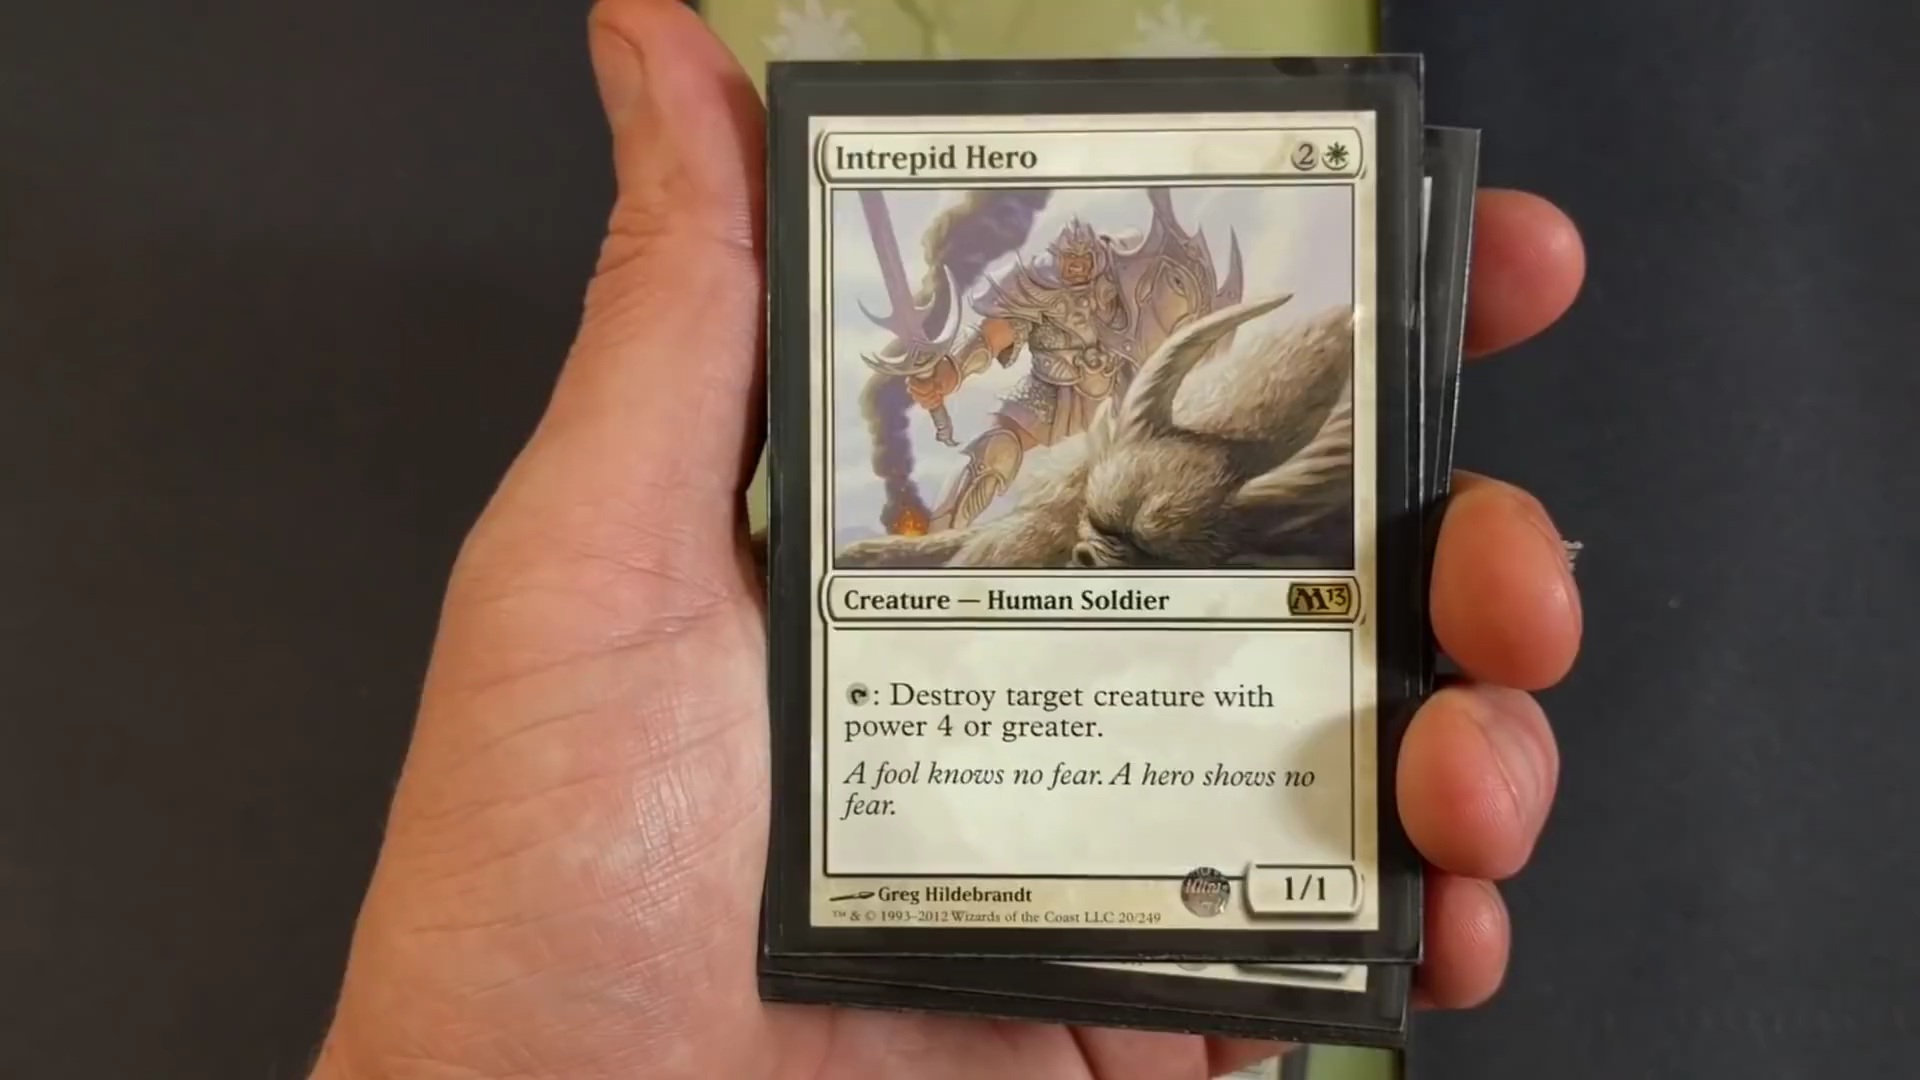 Intrepid Hero 2
Creature — Human Soldier M13
: Destroy target creature with
power 4 or greater.
A fool knows no fear. A hero shows no
fear.
1/1
Greg Hildebrandt
™ & © 1993–2012 Wizards of the Coast LLC 20/249